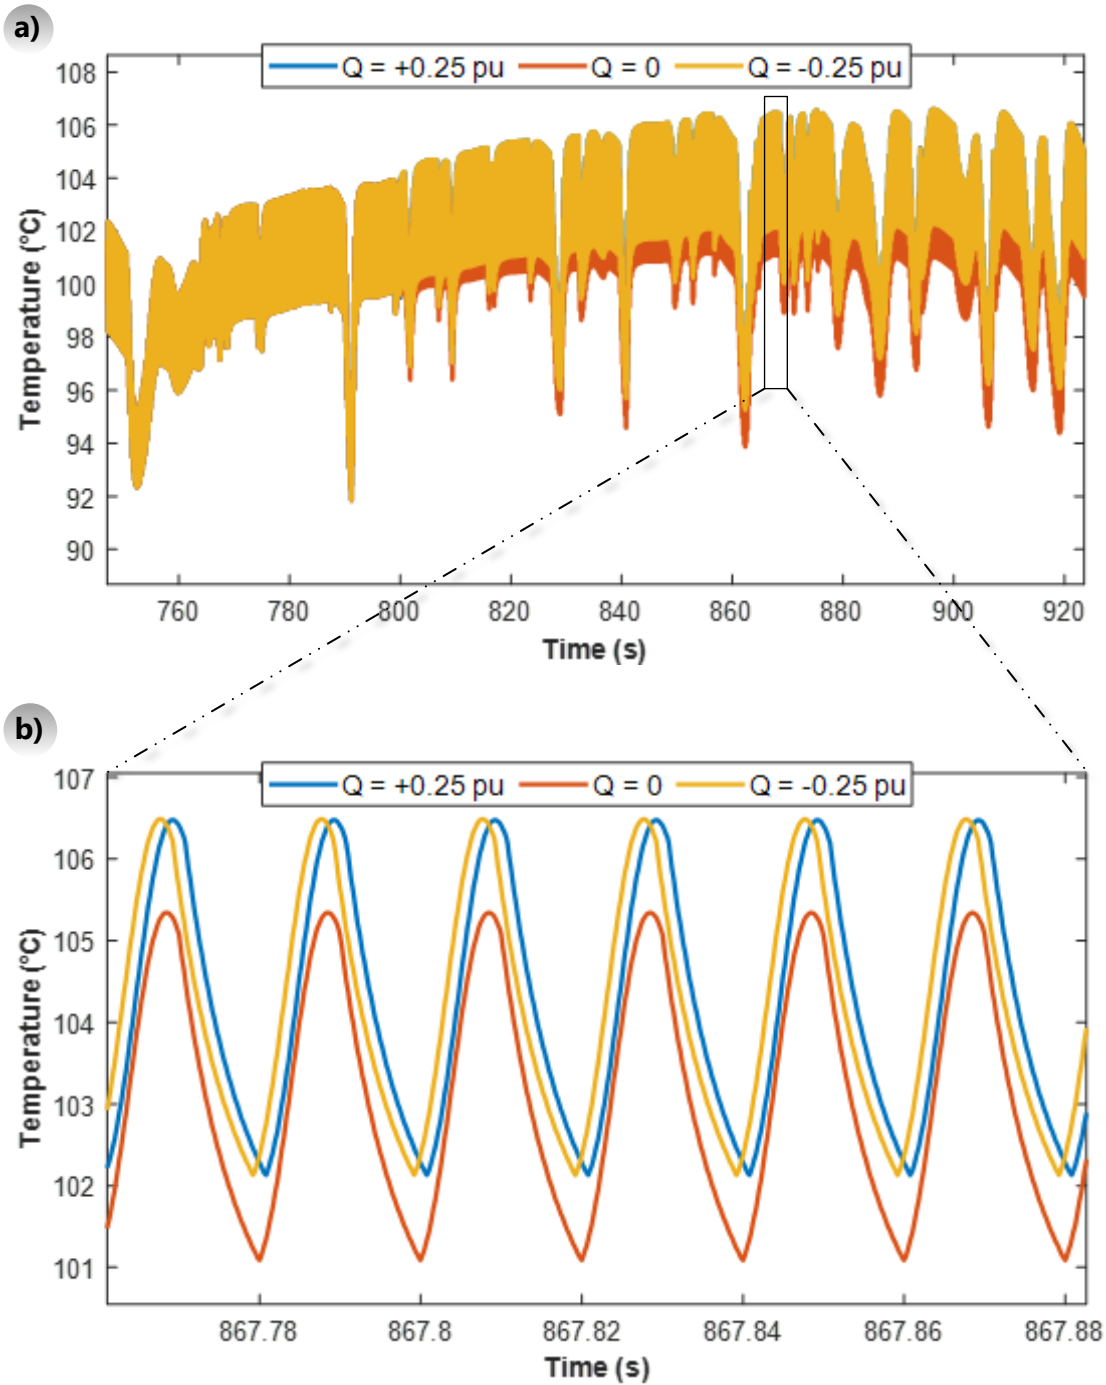 a)
Q = +0.25 pu Q = 0 Q = -0.25 pu
108
106
104
102
100
98
96
94
92
90
Temperature (°C)
760 780 800 820 840 860 880 900 920
Time (s)
b)
Q = +0.25 pu Q = 0 Q = -0.25 pu
107
106
105
104
103
102
101
Temperature (°C)
867.78 867.8 867.82 867.84 867.86 867.88
Time (s)